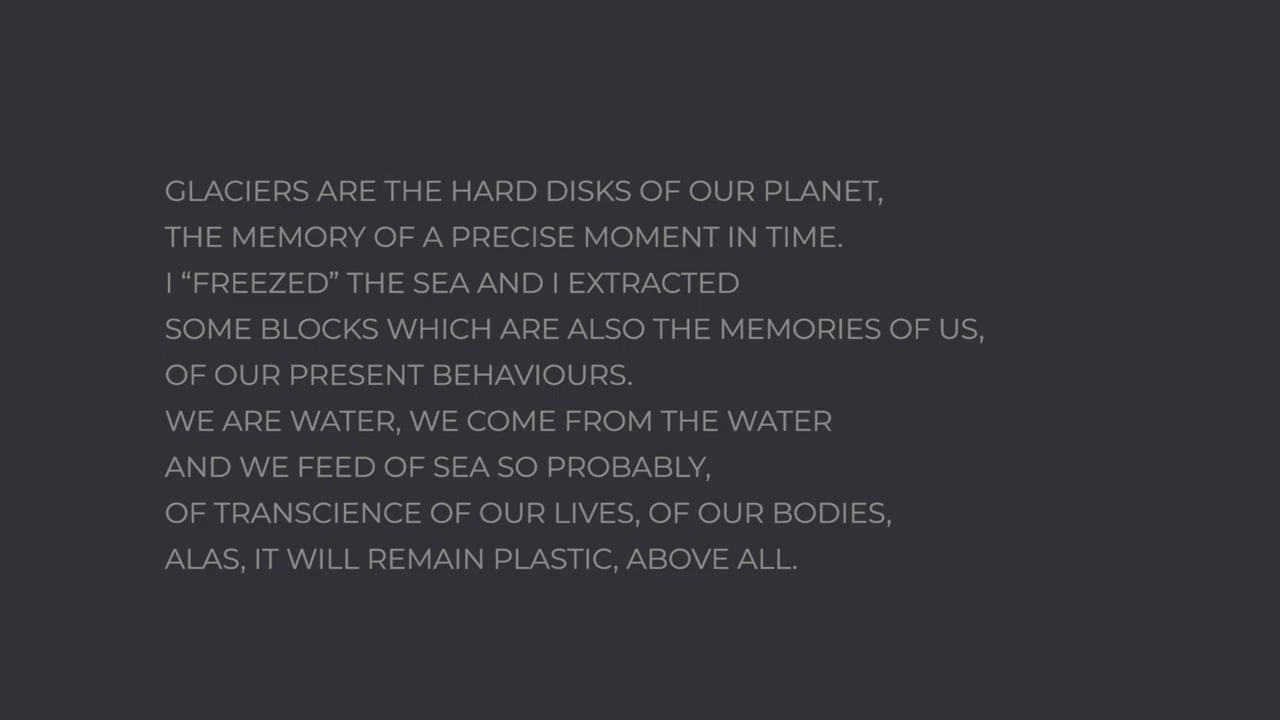 GLACIERS ARE THE HARD DISKS OF OUR PLANET,
THE MEMORY OF A PRECISE MOMENT IN TIME.
I “FREEZED” THE SEA AND I EXTRACTED
SOME BLOCKS WHICH ARE ALSO THE MEMORIES OF US,
OF OUR PRESENT BEHAVIOURS.
WE ARE WATER, WE COME FROM THE WATER
AND WE FEED OF SEA SO PROBABLY,
OF TRANSCIENCE OF OUR LIVES, OF OUR BODIES,
ALAS, IT WILL REMAIN PLASTIC, ABOVE ALL.